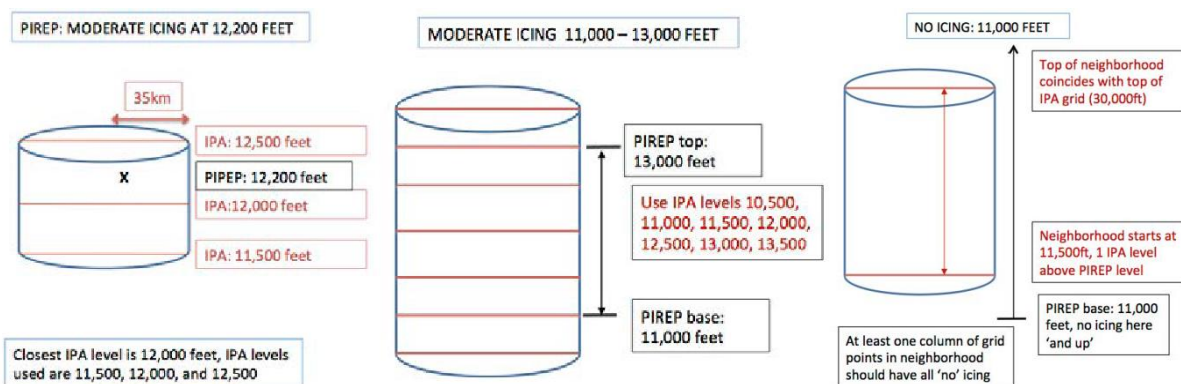 PIREP: MODERATE ICING AT 12,200 FEET
35km
IPA: 12,500 feet
X
PIPEP: 12,200 feet
IPA:12,000 feet
IPA: 11,500 feet
Closest IPA level is 12,000 feet, IPA levels
used are 11,500, 12,000, and 12,500
MODERATE ICING 11,000 – 13,000 FEET
PIREP top:
13,000 feet
Use IPA levels 10,500,
11,000, 11,500, 12,000,
12,500, 13,000, 13,500
PIREP base:
11,000 feet
NO ICING: 11,000 FEET
Top of neighborhood
coincides with top of
IPA grid (30,000ft)
Neighborhood starts at
11,500ft, 1 IPA level
above PIREP level
PIREP base: 11,000
feet, no icing here
‘and up’
At least one column of grid
points in neighborhood
should have all ‘no’ icing